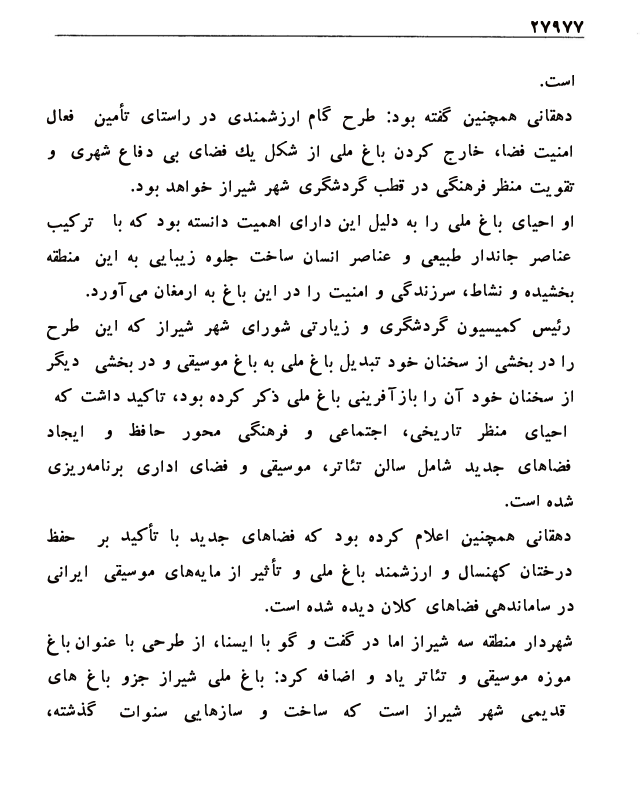 ۲۷۹۷۷
است.
دهقانی همچنین گفته بود: طرح گام ارزشمندی در راستای تأمین فعال
امنیت فضا، خارج کردن باغ ملی از شکل یك فضای بی دفاع شهری و
تقویت منظر فرهنگی در قطب گردشگری شهر شیراز خواهد بود.
او احیای باغ ملی را به دلیل این دارای اهمیت دانسته بود که با ترکیب
عناصر جاندار طبیعی و عناصر انسان ساخت جلوه زیبایی به این منطقه
بخشیده و نشاط، سرزندگی و امنیت را در این باغ به ارمغان می آورد.
رئیس کمیسیون گردشگری و زیارتی شورای شهر شیراز که این طرح
را در بخشی از سخنان خود تبدیل باغ ملی به باغ موسیقی و در بخشی دیگر
از سخنان خود آن را بازآفرینی باغ ملی ذکر کرده بود، تاکید داشت که
احیای منظر تاریخی، اجتماعی و فرهنگی محور حافظ و ایجاد
فضاهای جدید شامل سالن تئاتر، موسیقی و فضای اداری برنامه‌ریزی
شده است.
دهقانی همچنین اعلام کرده بود که فضاهای جدید با تأکید بر حفظ
درختان کهنسال و ارزشمند باغ ملی و تأثیر از مایه‌های موسیقی ایرانی
در ساماندهی فضاهای کلان دیده شده است.
شهردار منطقه سه شیراز اما در گفت و گو با ایسنا، از طرحی با عنوان باغ
موزه موسیقی و تئاتر یاد و اضافه کرد: باغ ملی شیراز جزو باغ های
قدیمی شهر شیراز است که ساخت و سازهایی سنوات گذشته،